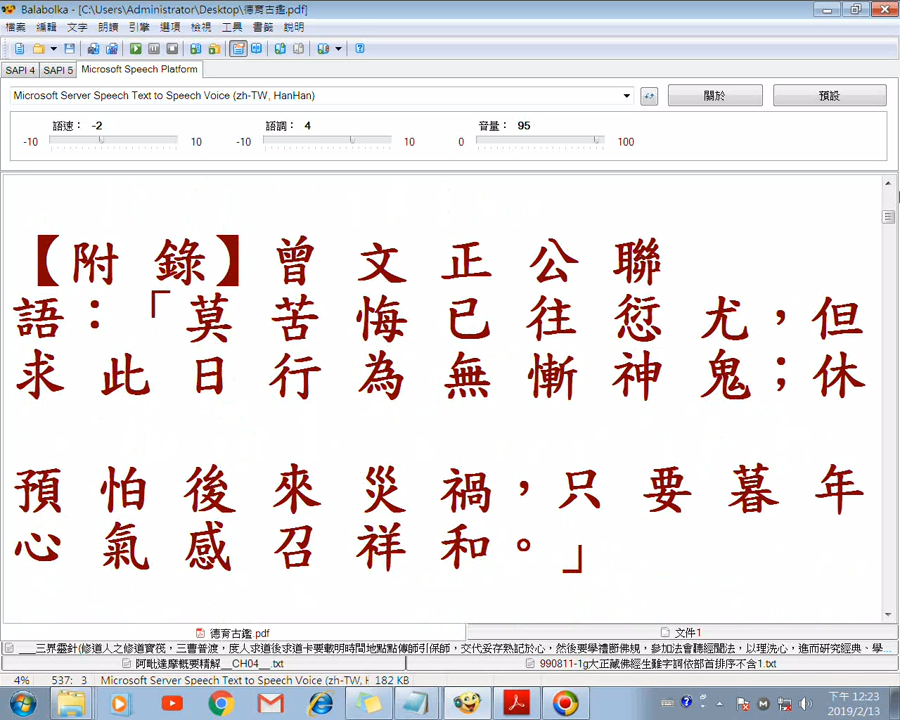 Balabolka - [C:\Users\Administrator\Desktop\德育古鑑.pdf]
檔案 編輯 文字 朗讀 引擎 選項 檢視 工具 書籤 說明
SAPI 4 SAPI 5 Microsoft Speech Platform
Microsoft Server Speech Text to Speech Voice (zh-TW, HanHan) 關於 預設
語速： -2 語調： 4 音量： 95
-10 10 -10 10 0 100
【附錄】曾文正公聯
語：「莫苦悔已往愆尤，但
求此日行為無慚神鬼；休
預怕後來災禍，只要暮年
心氣感召祥和。」
德育古鑑.pdf 文件1
___三界靈針(修道人之修道寶筏，三曹普渡，度人求道後求道卡要載明時間地點點傳師引保師，交代妥存熟記於心，然後要學禮節佛規，參加法會聽經聞法，以理洗心，進而研究經典、學...
阿毗達摩概要精解__CH04__.txt 990811-1g大正藏佛經生難字詞依部首排序不含1.txt
4% 537: 3 Microsoft Server Speech Text to Speech Voice (zh-TW, H 182 KB
下午 12:23
2019/2/13